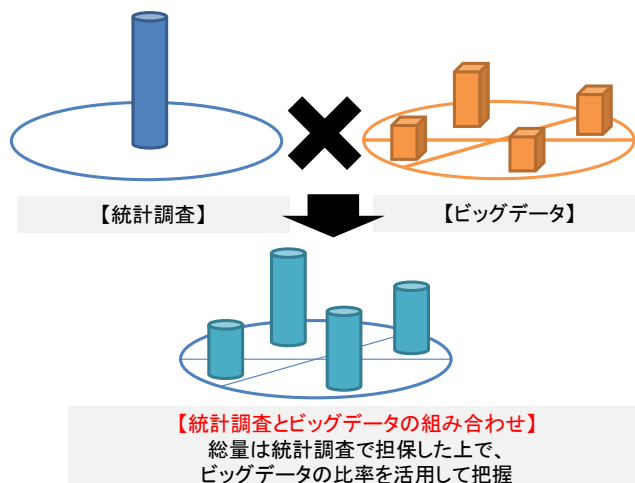 【統計調査】
【ビッグデータ】
【統計調査とビッグデータの組み合わせ】
総量は統計調査で担保した上で、
ビッグデータの比率を活用して把握